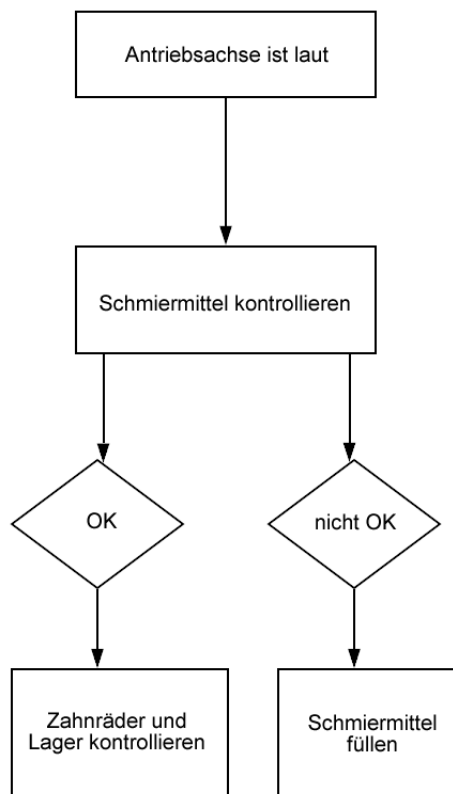 Antriebsachse ist laut
Schmiermittel kontrollieren
OK
nicht OK
Zahnräder und
Lager kontrollieren
Schmiermittel
füllen